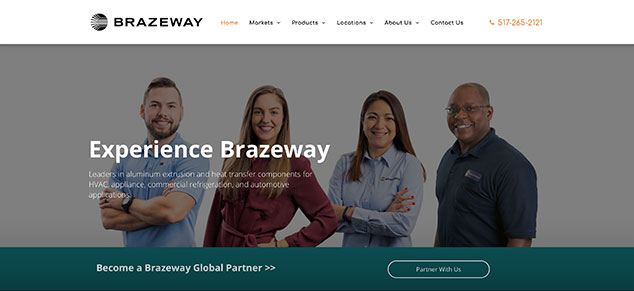 BRAZEWAY
Home Markets Products Locations About Us Contact Us
517-265-2121
Experience Brazeway
Leaders in aluminum extrusion and heat transfer components for
HVAC, appliance, commercial refrigeration, and automotive
applications.
Become a Brazeway Global Partner >>
Partner With Us